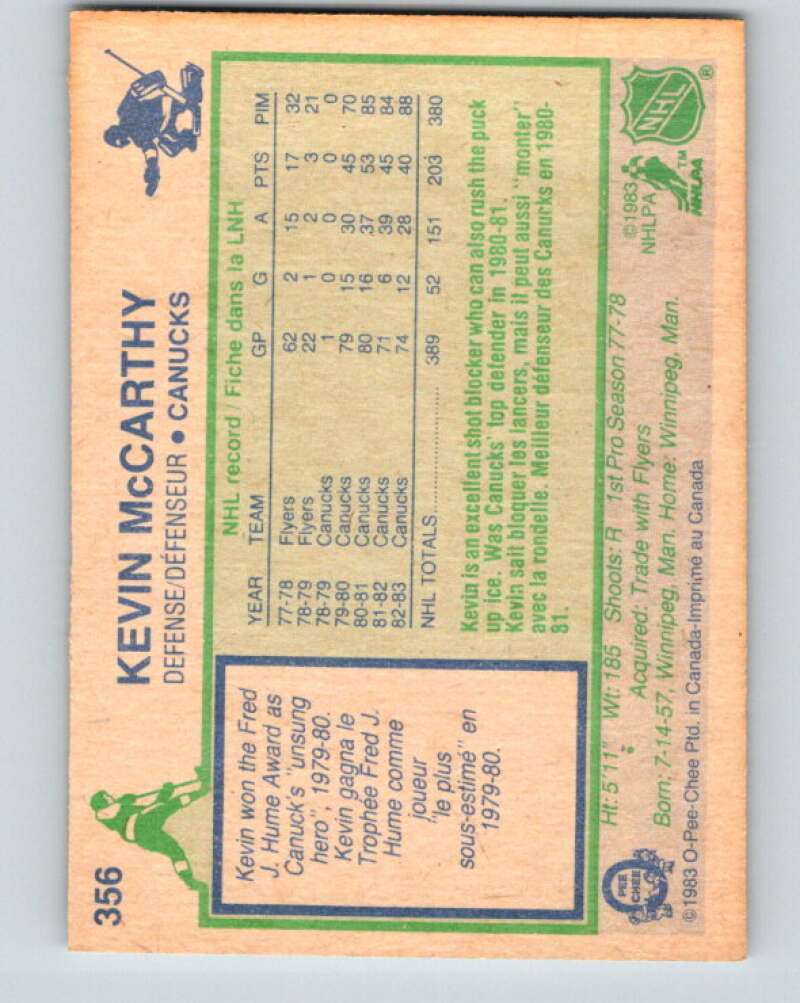 356
KEVIN McCARTHY
DEFENSE/DÉFENSEUR • CANUCKS
Kevin won the Fred
J. Hume Award as
Canuck's "unsung
hero", 1979-80.
Kevin gagna le
Trophée Fred J.
Hume comme
joueur
"le plus
sous-estimé" en
1979-80.
NHL record / Fiche dans la LNH
YEAR TEAM GP G A PTS PIM
77-78 Flyers 62 2 15 17 32
78-79 Flyers 22 1 2 3 21
78-79 Canucks 1 0 0 0 0
79-80 Canucks 79 15 30 45 70
80-81 Canucks 80 16 37 53 85
81-82 Canucks 71 6 39 45 84
82-83 Canucks 74 12 28 40 88
NHL TOTALS 389 52 151 203 380
Kevin is an excellent shot blocker who can also rush the puck
up ice. Was Canucks' top defender in 1980-81.
Kevin sait bloquer les lancers, mais il peut aussi "monter"
avec la rondelle. Meilleur défenseur des Canucks en 1980-
81.
Ht: 5'11" Wt: 185 Shoots: R 1st Pro Season 77-78
Acquired: Trade with Flyers
Born: 7-14-57, Winnipeg, Man. Home: Winnipeg, Man.
©1983 O-Pee-Chee Ptd. in Canada-Imprimé au Canada
PEE
CHEE
©1983
NHLPA
NHLPA
TM
NHL
®